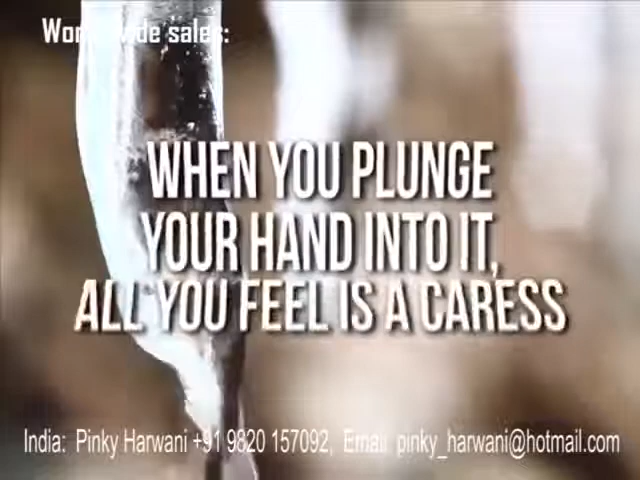 Worldwide sales:
WHEN YOU PLUNGE
YOUR HAND INTO IT,
ALL YOU FEEL IS A CARESS
India: Pinky Harwani +91 9820 157092, Email: pinky_harwani@hotmail.com